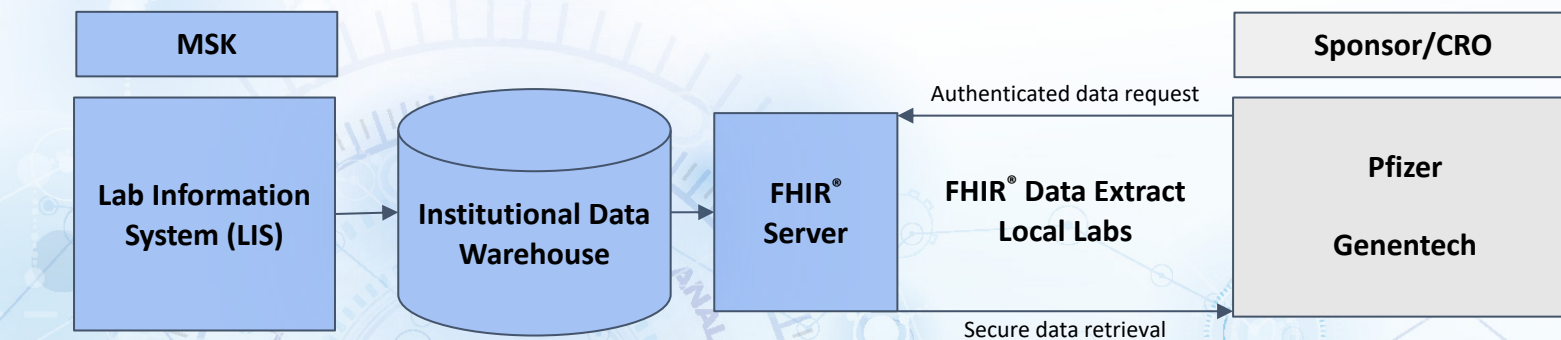 MSK
Sponsor/CRO
Lab Information
System (LIS)
Institutional Data
Warehouse
FHIR®
Server
Authenticated data request
FHIR® Data Extract
Local Labs
Secure data retrieval
Pfizer
Genentech
ANAL